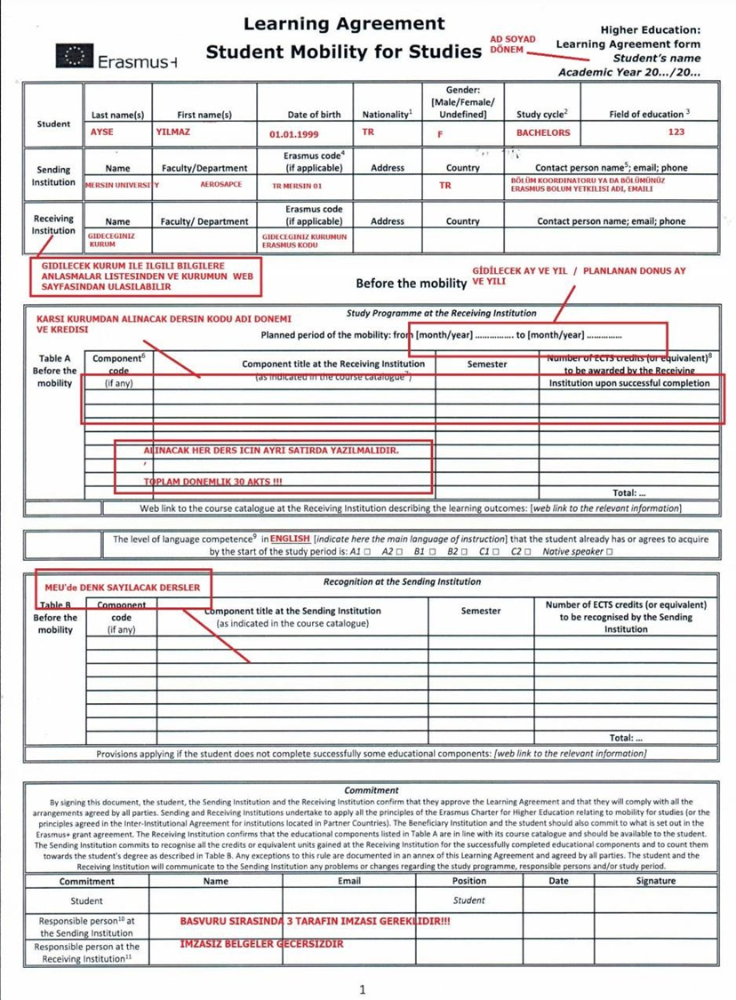 Learning Agreement
Student Mobility for Studies
Erasmus+
AD SOYAD
DÖNEM
Higher Education:
Learning Agreement form
Student's name
Academic Year 20.../20...
Student
Last name(s) First name(s) Date of birth Nationality1 Gender: [Male/Female/ Undefined] Study cycle2 Field of education 3
AYSE YILMAZ 01.01.1999 TR F BACHELORS 123
Sending Institution
Name Faculty/Department Erasmus code4 (if applicable) Address Country Contact person name5; email; phone
MERSIN UNIVERSITY AEROSAPCE TR MERSIN 01 TR BÖLÜM KOORDINATORU YA DA BÖLÜMÜNÜZ
ERASMUS BOLUM YETKILISI ADI, EMAILI
Receiving Institution
Name Faculty/ Department Erasmus code (if applicable) Address Country Contact person name; email; phone
GIDECEGINIZ KURUM GIDECEGINIZ KURUMUN ERASMUS KODU
GIDILECEK KURUM ILE ILGILI BILGILERE
ANLASMALAR LISTESINDEN VE KURUMUN WEB
SAYFASINDAN ULASILABILIR
Before the mobility
GİDİLECEK AY VE YIL / PLANLANAN DONUS AY
VE YILI
Study Programme at the Receiving Institution
KARSI KURUMDAN ALINACAK DERSIN KODU ADI DONEMI
VE KREDISI
Planned period of the mobility: from [month/year] ................ to [month/year] ...............
Table A
Before the
mobility
Component6
code
(if any)
Component title at the Receiving Institution
(as indicated in the course catalogue7)
Semester
Number of ECTS credits (or equivalent)8
to be awarded by the Receiving
Institution upon successful completion
ALINACAK HER DERS ICIN AYRI SATIRDA YAZILMALIDIR.
,
TOPLAM DONEMLIK 30 AKTS !!!
Total: ...
Web link to the course catalogue at the Receiving Institution describing the learning outcomes: [web link to the relevant information]
The level of language competence9 in ENGLISH [indicate here the main language of instruction] that the student already has or agrees to acquire
by the start of the study period is: A1 ☐ A2 ☐ B1 ☐ B2 ☐ C1 ☐ C2 ☐ Native speaker ☐
MEU'de DENK SAYILACAK DERSLER
Recognition at the Sending Institution
Table B
Before the
mobility
Component
code
(if any)
Component title at the Sending Institution
(as indicated in the course catalogue)
Semester
Number of ECTS credits (or equivalent)
to be recognised by the Sending
Institution
Total: ...
Provisions applying if the student does not complete successfully some educational components: [web link to the relevant information]
Commitment
By signing this document, the student, the Sending Institution and the Receiving Institution confirm that they approve the Learning Agreement and that they will comply with all the
arrangements agreed by all parties. Sending and Receiving Institutions undertake to apply all the principles of the Erasmus Charter for Higher Education relating to mobility for studies (or the
principles agreed in the Inter-Institutional Agreement for institutions located in Partner Countries). The Beneficiary Institution and the student should also commit to what is set out in the
Erasmus+ grant agreement. The Receiving Institution confirms that the educational components listed in Table A are in line with its course catalogue and should be available to the student.
The Sending Institution commits to recognise all the credits or equivalent units gained at the Receiving Institution for the successfully completed educational components and to count them
towards the student's degree as described in Table B. Any exceptions to this rule are documented in an annex of this Learning Agreement and agreed by all parties. The student and the
Receiving Institution will communicate to the Sending Institution any problems or changes regarding the study programme, responsible persons and/or study period.
Commitment Name Email Position Date Signature
Student Student
Responsible person10 at
the Sending Institution
BASVURU SIRASINDA 3 TARAFIN IMZASI GEREKLIDIR!!!
Responsible person at the
Receiving Institution11
IMZASIZ BELGELER GECERSIZDIR
1